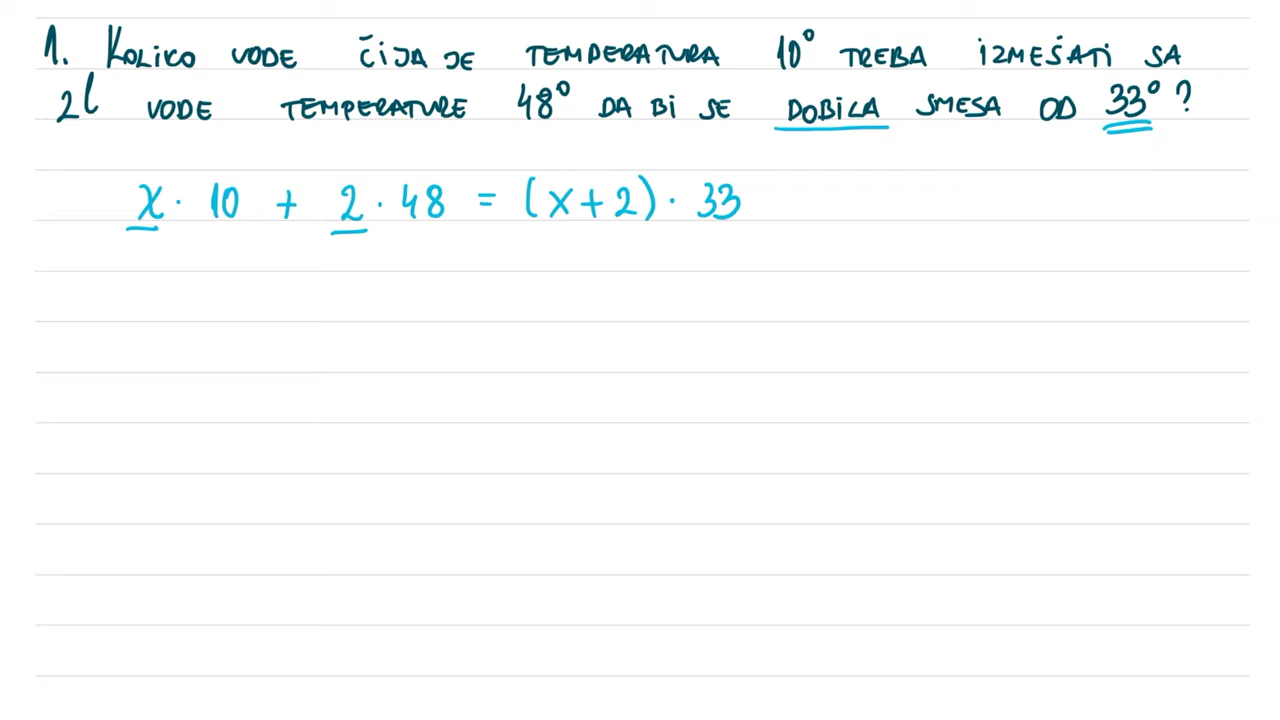 1. KOLIKO VODE ČIJA JE TEMPERATURA 10° TREBA IZMEŠATI SA
2l VODE TEMPERATURE 48° DA BI SE DOBILA SMESA OD 33°?
x · 10 + 2 · 48 = (x + 2) · 33